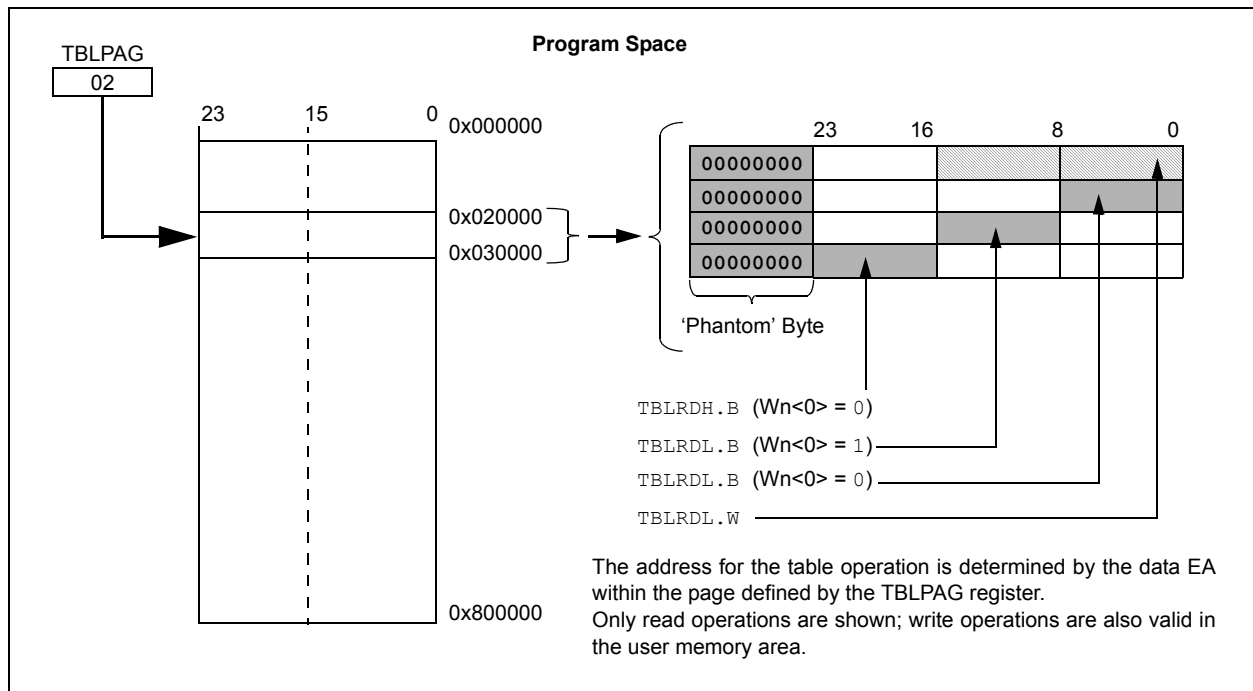 Program Space
TBLPAG
02
23 15 0
0x000000
0x020000
0x030000
0x800000
23 16 8 0
00000000
00000000
00000000
00000000
‘Phantom’ Byte
TBLRDH.B (Wn<0> = 0)
TBLRDL.B (Wn<0> = 1)
TBLRDL.B (Wn<0> = 0)
TBLRDL.W
The address for the table operation is determined by the data EA
within the page defined by the TBLPAG register.
Only read operations are shown; write operations are also valid in
the user memory area.